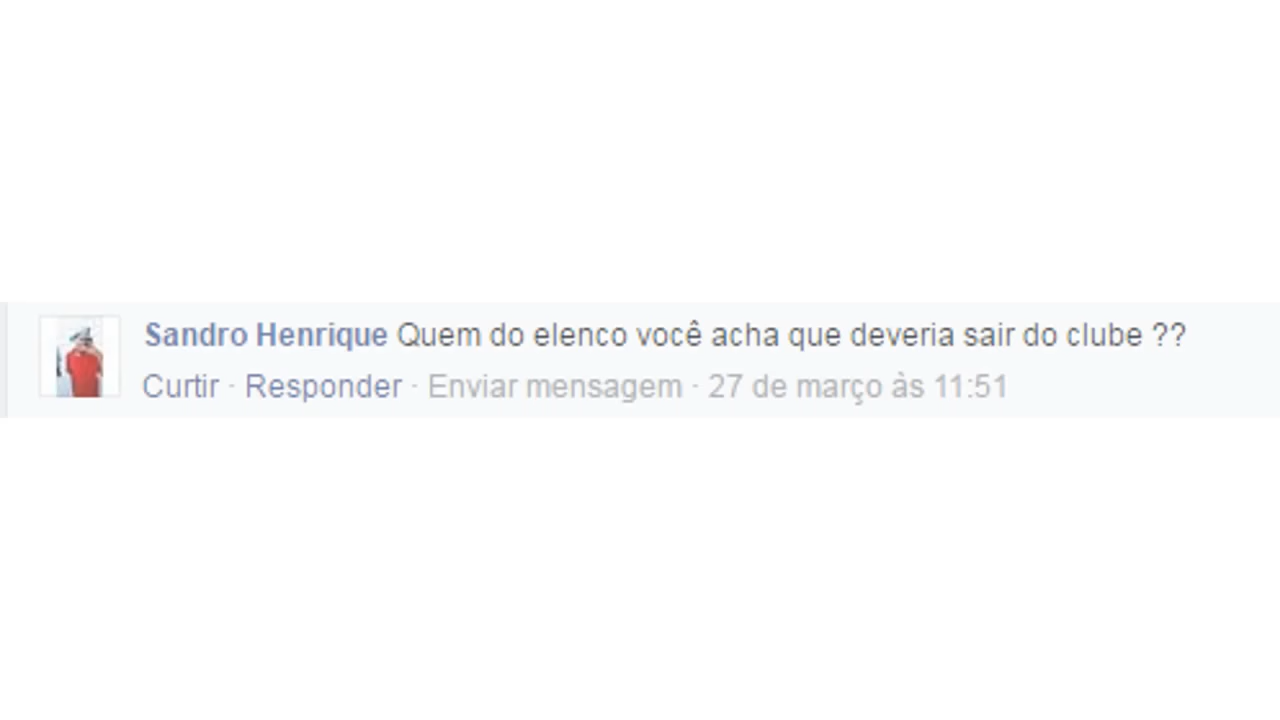 Sandro Henrique Quem do elenco você acha que deveria sair do clube ??
Curtir · Responder · Enviar mensagem · 27 de março às 11:51